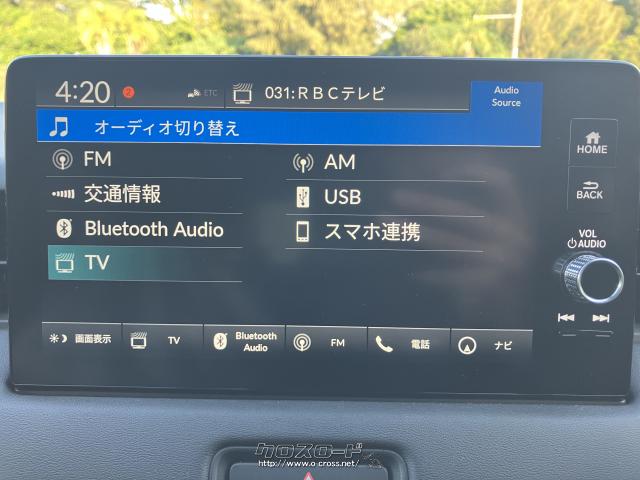 4:20 2 ETC 031:RBCテレビ Audio Source
オーディオ切り替え
FM AM
交通情報 USB
Bluetooth Audio スマホ連携
TV
画面表示 TV Bluetooth Audio FM 電話 ナビ
HOME
BACK
VOL
AUDIO
クロスロード
http://www.o-cross.net/